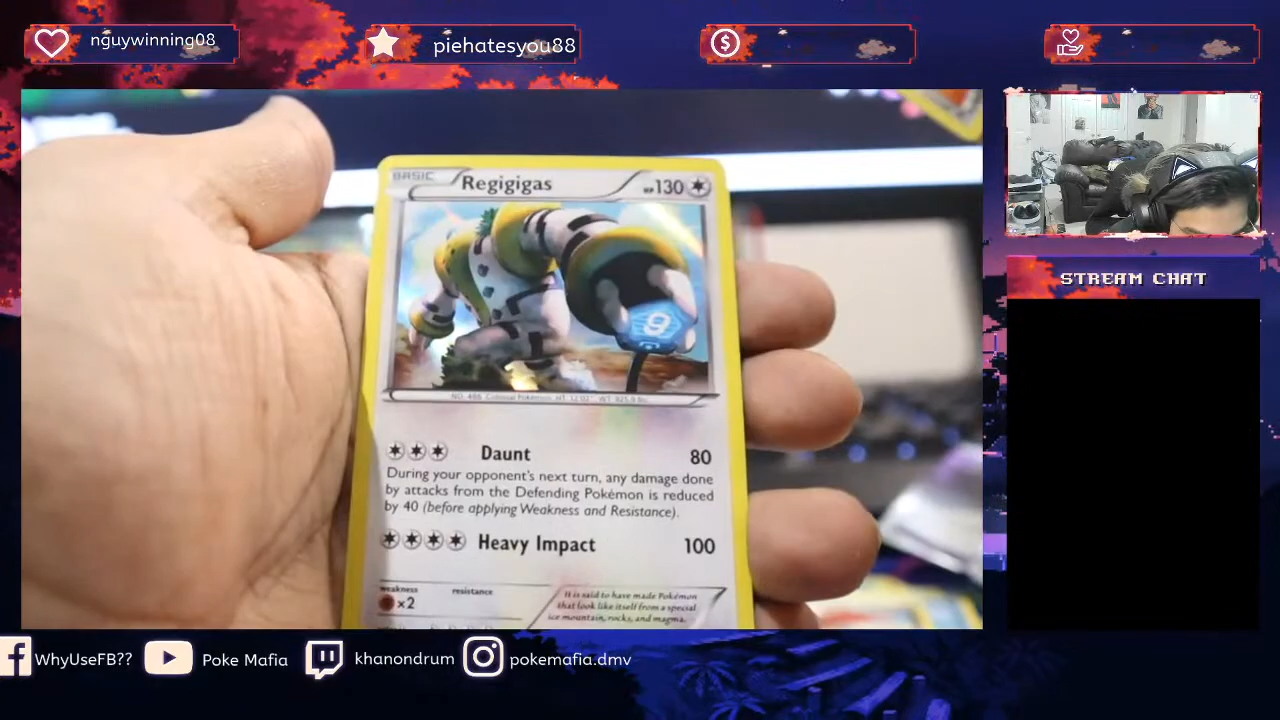 nguywinning08
piehatesyou88
BASIC
Regigigas
HP130
NO. 486 Colossal Pokémon HT: 12'02" WT: 925.9 lbs.
Daunt 80
During your opponent's next turn, any damage done
by attacks from the Defending Pokémon is reduced
by 40 (before applying Weakness and Resistance).
Heavy Impact 100
weakness
resistance
×2
It is said to have made Pokémon
that look like itself from a special
ice mountain, rocks, and magma.
STREAM CHAT
WhyUseFB??
Poke Mafia
khanondrum
pokemafia.dmv